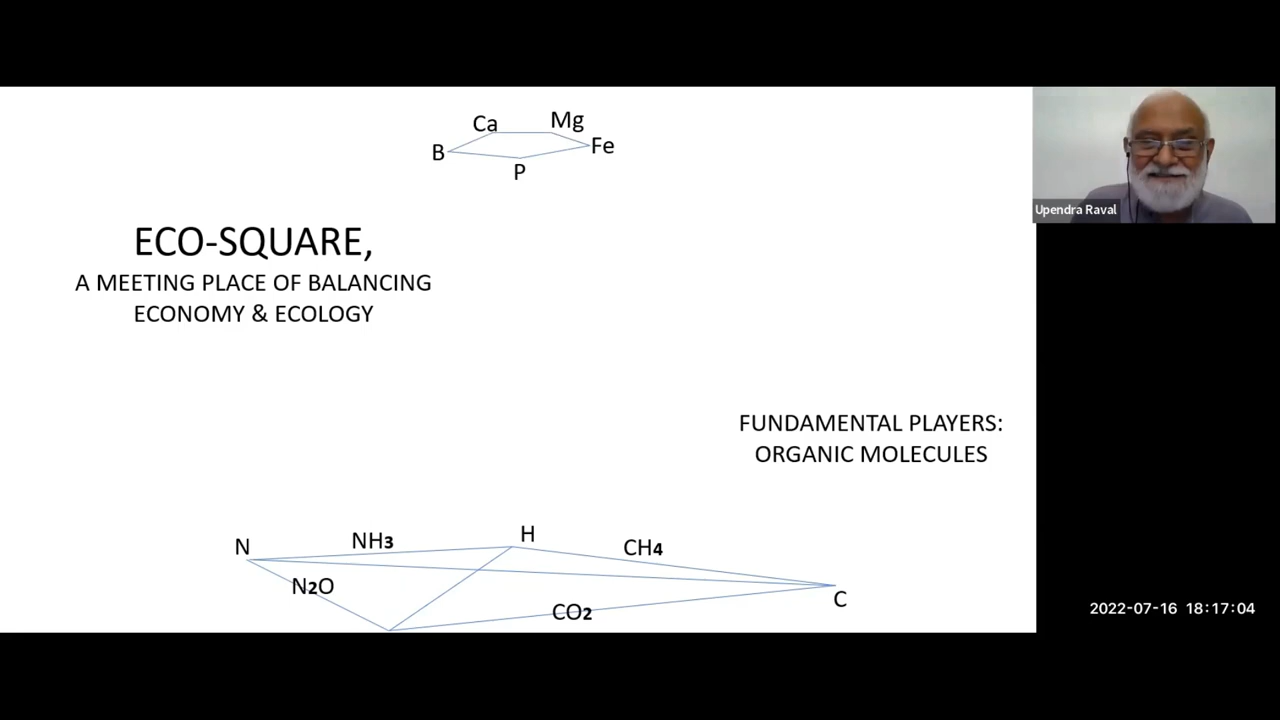 Ca
Mg
B
Fe
P
Upendra Raval
ECO-SQUARE,
A MEETING PLACE OF BALANCING
ECONOMY & ECOLOGY
FUNDAMENTAL PLAYERS:
ORGANIC MOLECULES
N
NH3
H
CH4
N2O
CO2
C
2022-07-16 18:17:04